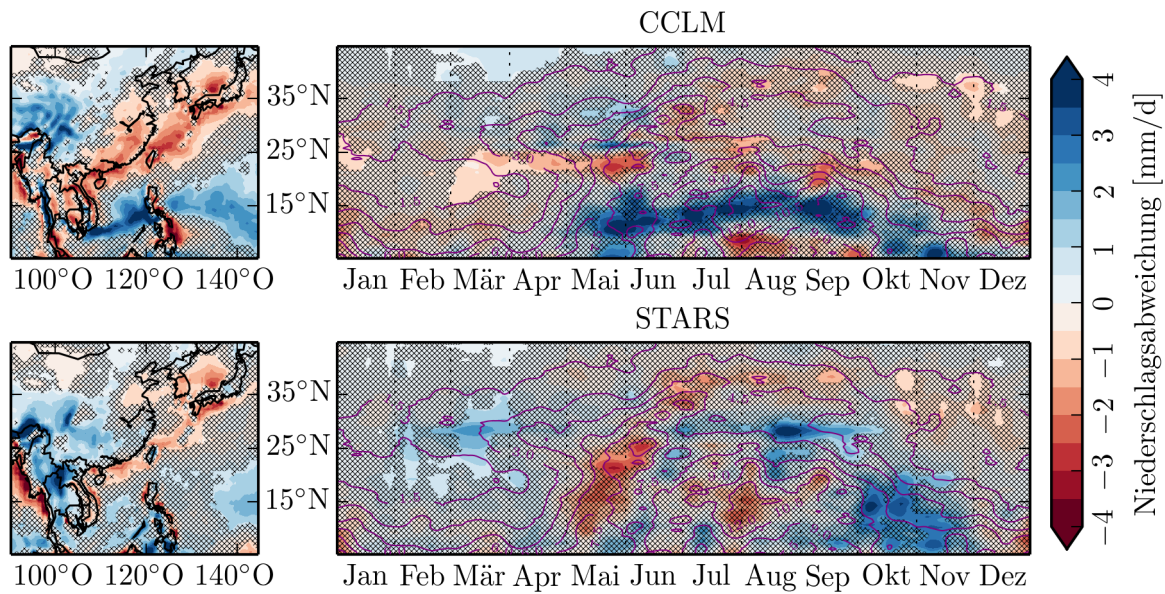 CCLM
35°N
25°N
15°N
100°O 120°O 140°O
Jan Feb Mär Apr Mai Jun Jul Aug Sep Okt Nov Dez
STARS
35°N
25°N
15°N
100°O 120°O 140°O
Jan Feb Mär Apr Mai Jun Jul Aug Sep Okt Nov Dez
4
3
2
1
0
−1
−2
−3
−4
Niederschlagsabweichung [mm/d]